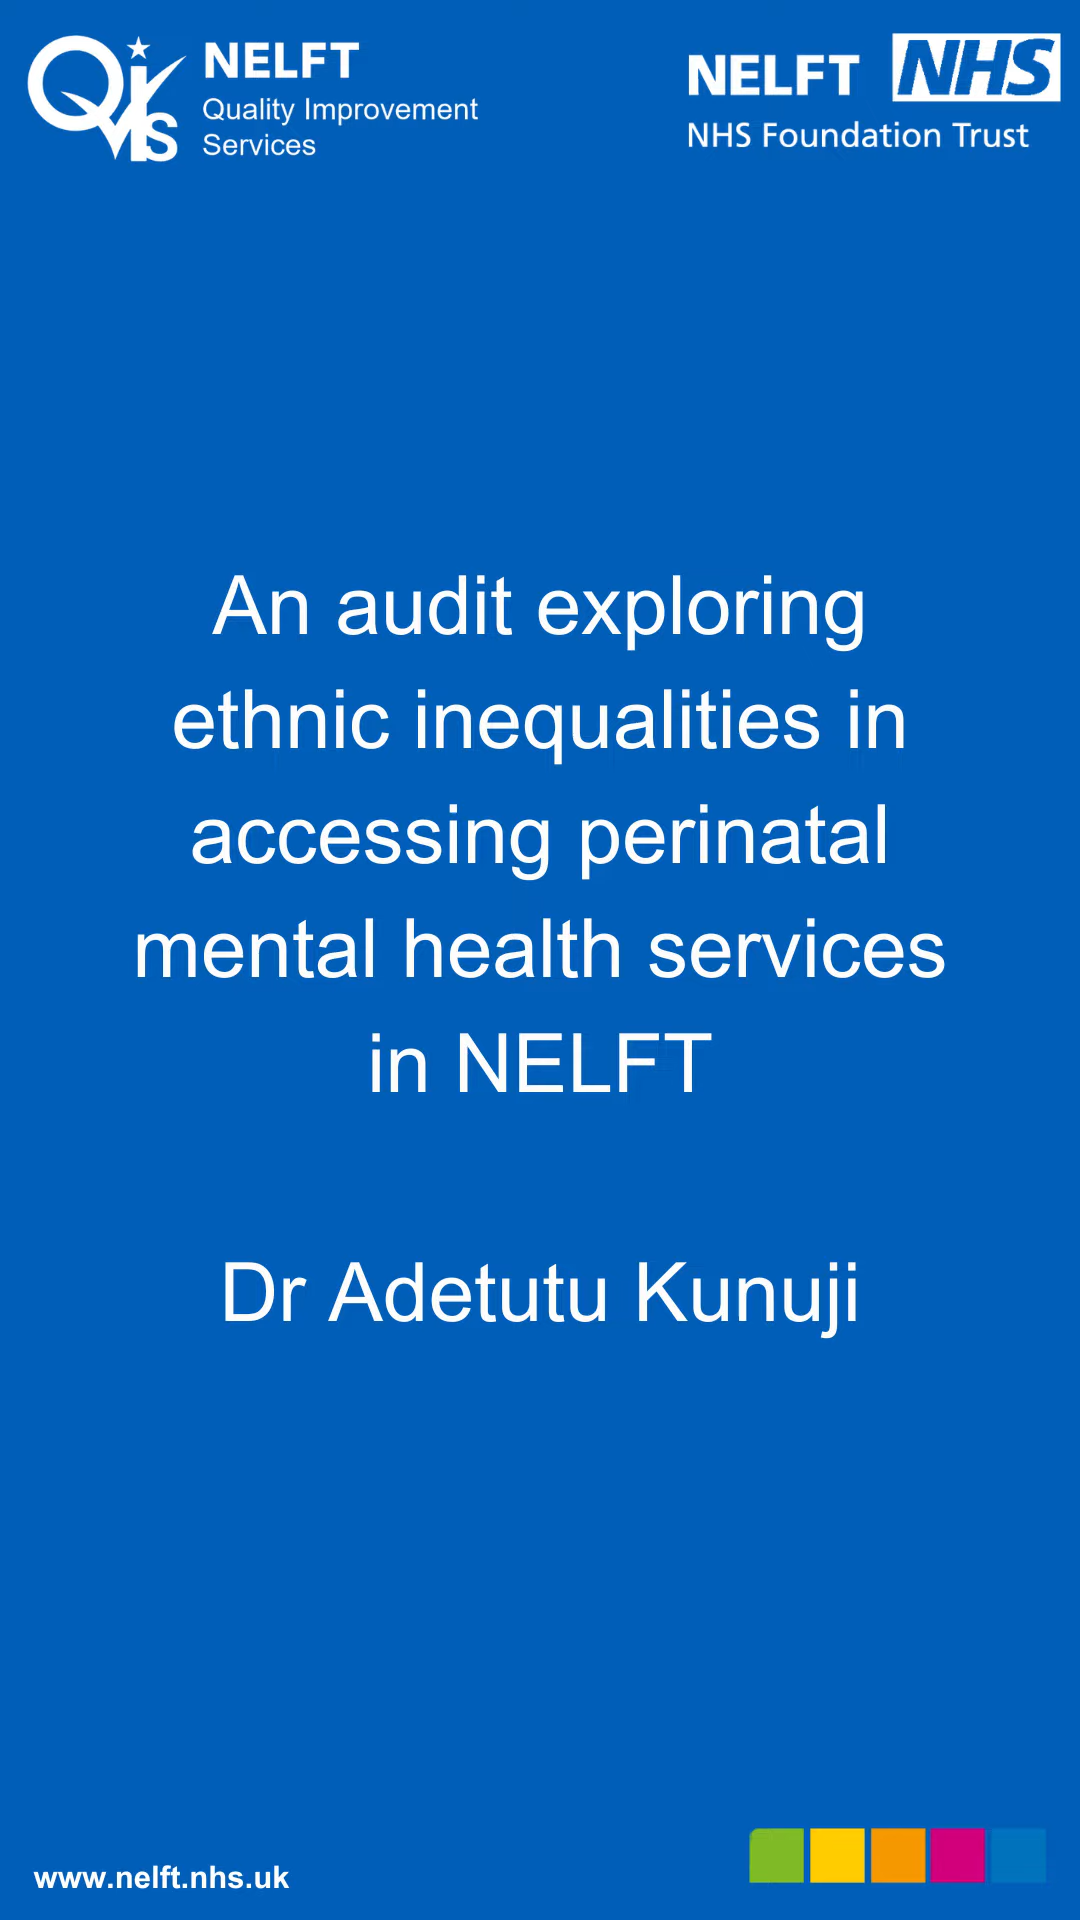 QiS
NELFT
Quality Improvement
Services
NELFT NHS
NHS Foundation Trust
An audit exploring
ethnic inequalities in
accessing perinatal
mental health services
in NELFT
Dr Adetutu Kunuji
www.nelft.nhs.uk